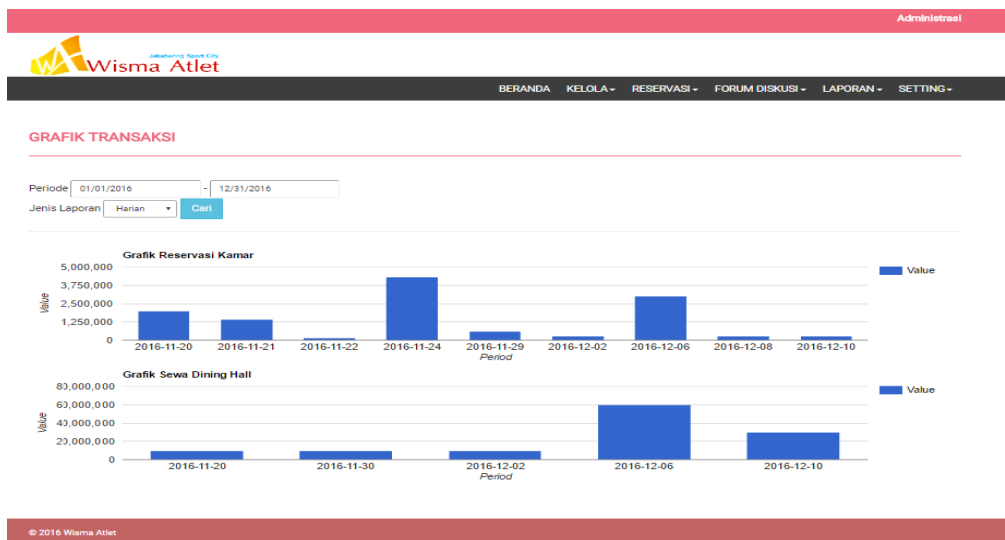 Administrasi
Jakabaring Sport City
Wisma Atlet
BERANDA KELOLA RESERVASI FORUM DISKUSI LAPORAN SETTING
GRAFIK TRANSAKSI
Periode 01/01/2016 - 12/31/2016
Jenis Laporan Harian Cari
Grafik Reservasi Kamar
Value
5,000,000
3,750,000
2,500,000
1,250,000
0
Value
2016-11-20 2016-11-21 2016-11-22 2016-11-24 2016-11-29 2016-12-02 2016-12-06 2016-12-08 2016-12-10
Period
Grafik Sewa Dining Hall
Value
80,000,000
60,000,000
40,000,000
20,000,000
0
Value
2016-11-20 2016-11-30 2016-12-02 2016-12-06 2016-12-10
Period
© 2016 Wisma Atlet